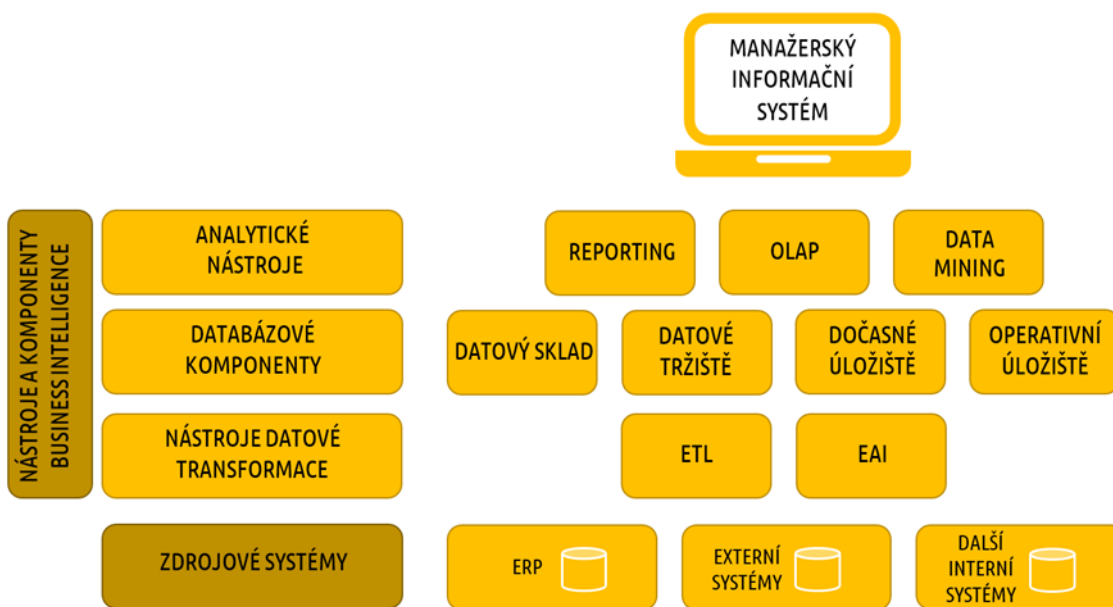 MANAŽERSKÝ
INFORMAČNÍ
SYSTÉM
NÁSTROJE A KOMPONENTY
BUSINESS INTELLIGENCE
ANALYTICKÉ
NÁSTROJE
REPORTING
OLAP
DATA
MINING
DATABÁZOVÉ
KOMPONENTY
DATOVÝ SKLAD
DATOVÉ
TRŽIŠTĚ
DOČASNÉ
ÚLOŽIŠTĚ
OPERATIVNÍ
ÚLOŽIŠTĚ
NÁSTROJE DATOVÉ
TRANSFORMACE
ETL
EAI
ZDROJOVÉ SYSTÉMY
ERP
EXTERNÍ
SYSTÉMY
DALŠÍ
INTERNÍ
SYSTÉMY